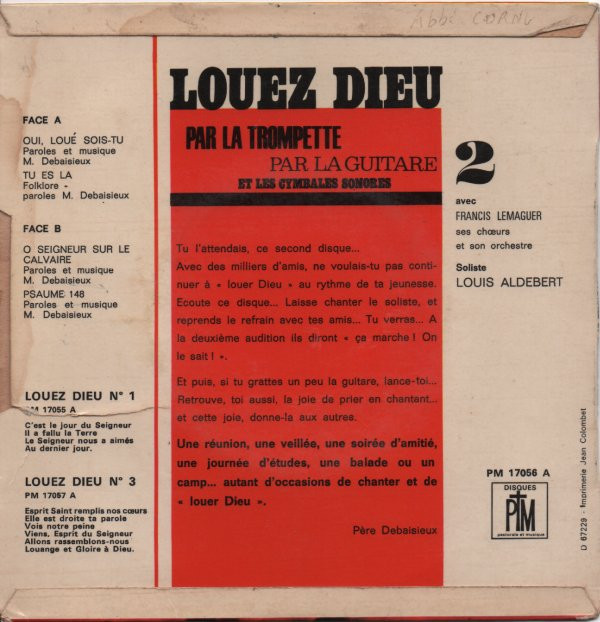 Abbé
LOUEZ DIEU
PAR LA TROMPETTE
PAR LA GUITARE
ET LES CYMBALES SONORES
2
avec
FRANCIS LEMAGUER
ses chœurs
et son orchestre
Soliste
LOUIS ALDEBERT
FACE A
OUI, LOUÉ SOIS-TU
Paroles et musique
M. Debaisieux
TU ES LA
Folklore -
paroles M. Debaisieux
FACE B
O SEIGNEUR SUR LE
CALVAIRE
Paroles et musique
M. Debaisieux
PSAUME 148
Paroles et musique
M. Debaisieux
LOUEZ DIEU N° 1
PM 17055 A
C'est le jour du Seigneur
Il a fallu la Terre
Le Seigneur nous a aimés
Au dernier jour.
LOUEZ DIEU N° 3
PM 17057 A
Esprit Saint remplis nos cœurs
Elle est droite ta parole
Vois notre peine
Viens, Esprit du Seigneur
Allons rassemblons-nous
Louange et Gloire à Dieu.
Tu l'attendais, ce second disque...
Avec des milliers d'amis, ne voulais-tu pas conti-
nuer à « louer Dieu » au rythme de ta jeunesse.
Ecoute ce disque... Laisse chanter le soliste, et
reprends le refrain avec tes amis... Tu verras... A
la deuxième audition ils diront « ça marche ! On
le sait ! ».
Et puis, si tu grattes un peu la guitare, lance-toi...
Retrouve, toi aussi, la joie de prier en chantant...
et cette joie, donne-la aux autres.
Une réunion, une veillée, une soirée d'amitié,
une journée d'études, une balade ou un
camp... autant d'occasions de chanter et de
« louer Dieu ».
Père Debaisieux
PM 17056 A
DISQUES
PM
pastorale et musique
D 67229 - Imprimerie Jean Colombet